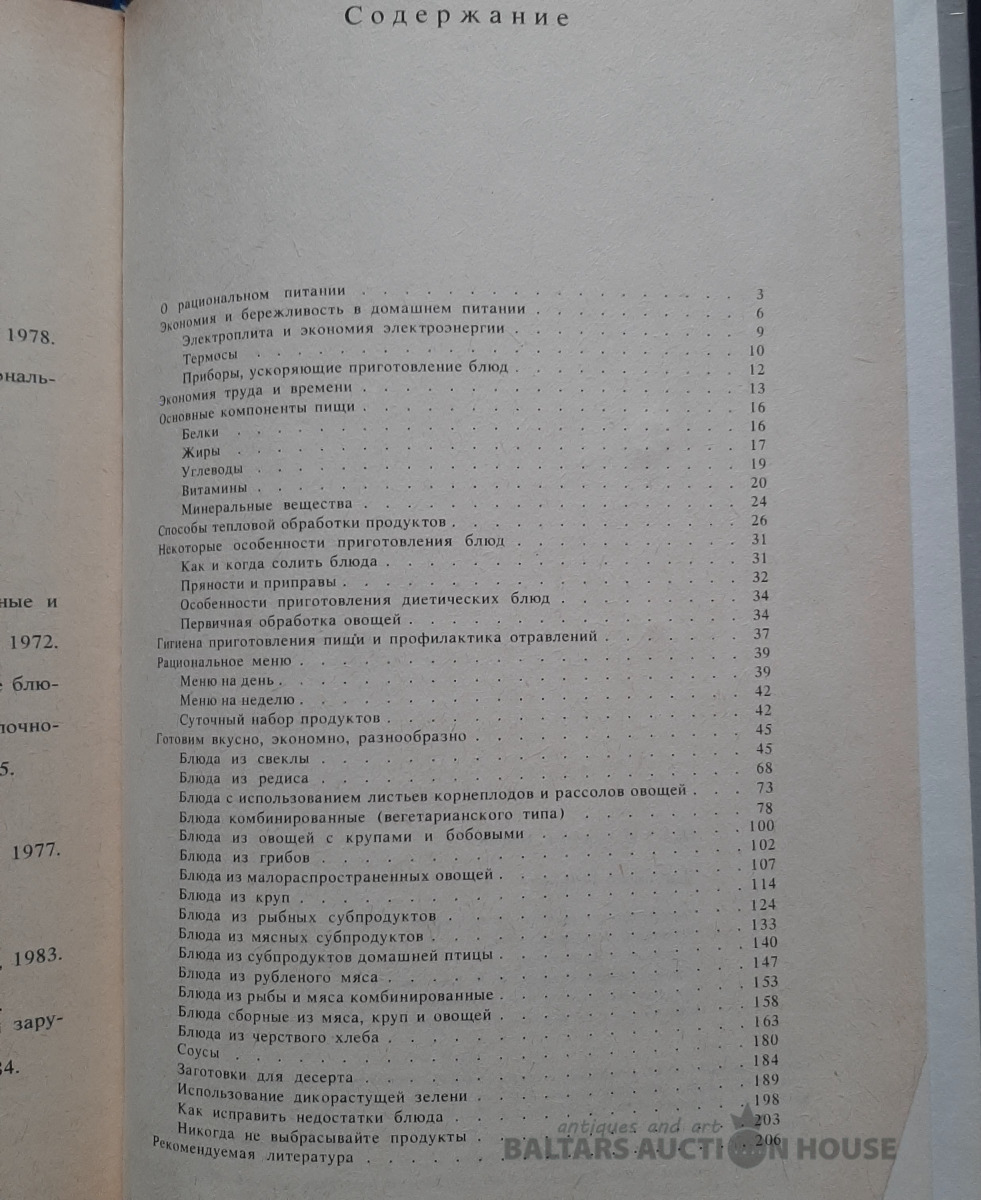 1978.
ональ-
ные и
1972.
блю-
5.
1977.
, 1983.
зару-
4.
Содержание
О рациональном питании . . . . . . . . . . . . . . . . 3
Экономия и бережливость в домашнем питании . . . . . . . . 6
Электроплита и экономия электроэнергии . . . . . . . . 9
Термосы . . . . . . . . . . . . . . . . 10
Приборы, ускоряющие приготовление блюд . . . . . . . . 12
Экономия труда и времени . . . . . . . . . . . . . 13
Основные компоненты пищи . . . . . . . . . . . . . 16
Белки . . . . . . . . . . . . . . . . 16
Жиры . . . . . . . . . . . . . . . . 17
Углеводы . . . . . . . . . . . . . . . . 19
Витамины . . . . . . . . . . . . . . . . 20
Минеральные вещества . . . . . . . . . . . . . 24
Способы тепловой обработки продуктов . . . . . . . . . . 26
Некоторые особенности приготовления блюд . . . . . . . . 31
Как и когда солить блюда . . . . . . . . . . . . 31
Пряности и приправы . . . . . . . . . . . . . 32
Особенности приготовления диетических блюд . . . . . . 34
Первичная обработка овощей . . . . . . . . . . . 34
Гигиена приготовления пищи и профилактика отравлений . . . . . . 37
Рациональное меню . . . . . . . . . . . . . . . 39
Меню на день . . . . . . . . . . . . . . . 39
Меню на неделю . . . . . . . . . . . . . . 42
Суточный набор продуктов . . . . . . . . . . . . 42
Готовим вкусно, экономно, разнообразно . . . . . . . . . 45
Блюда из свеклы . . . . . . . . . . . . . . 45
Блюда из редиса . . . . . . . . . . . . . . 68
Блюда с использованием листьев корнеплодов и рассолов овощей . . . 73
Блюда комбинированные (вегетарианского типа) . . . . . . 78
Блюда из овощей с крупами и бобовыми . . . . . . . . 100
Блюда из грибов . . . . . . . . . . . . . . 102
Блюда из малораспространенных овощей . . . . . . . . 107
Блюда из круп . . . . . . . . . . . . . . 114
Блюда из рыбных субпродуктов . . . . . . . . . . 124
Блюда из мясных субпродуктов . . . . . . . . . . 133
Блюда из субпродуктов домашней птицы . . . . . . . . 140
Блюда из рубленого мяса . . . . . . . . . . . . 147
Блюда из рыбы и мяса комбинированные . . . . . . . . 153
Блюда сборные из мяса, круп и овощей . . . . . . . . 158
Блюда из черствого хлеба . . . . . . . . . . . . 163
Соусы . . . . . . . . . . . . . . . . 180
Заготовки для десерта . . . . . . . . . . . . . 184
Использование дикорастущей зелени . . . . . . . . . 189
Как исправить недостатки блюда . . . . . . . . . . 198
Никогда не выбрасывайте продукты . . . . . . . . . 203
Рекомендуемая литература . . . . . . . . . . . . . 206
antiques and art
BALTARS AUCTION HOUSE